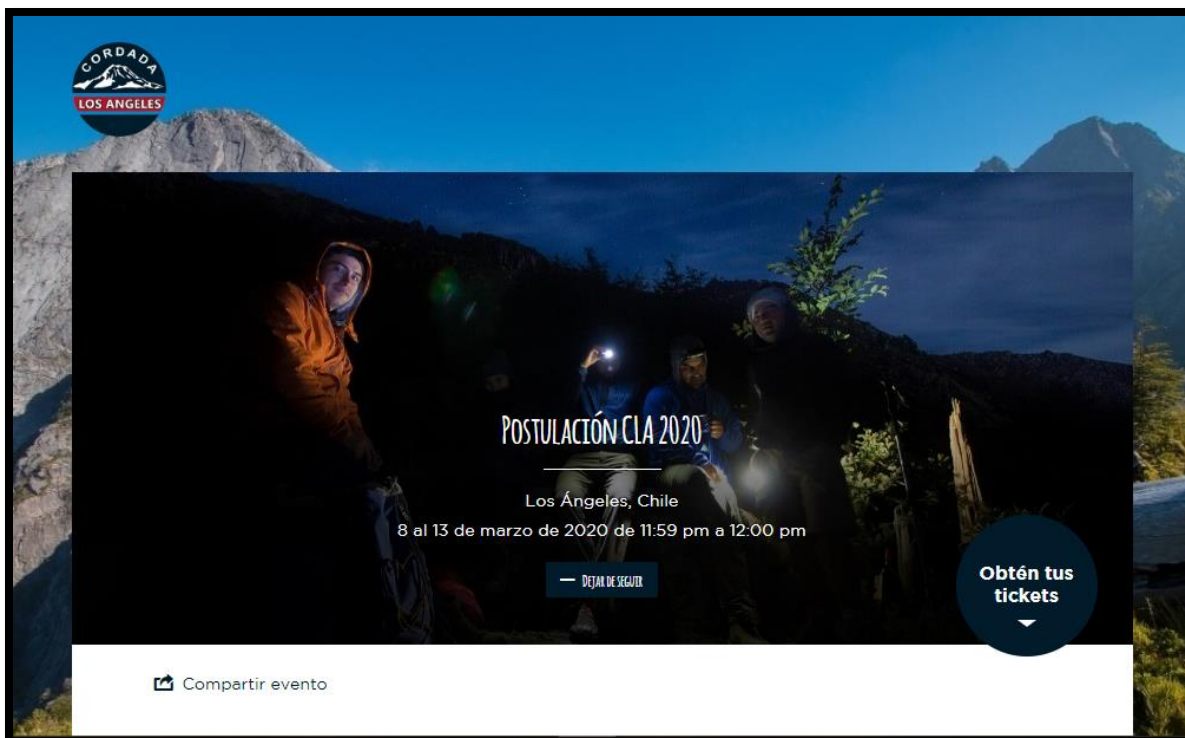 CORDADA
LOS ANGELES
Postulación CLA 2020
Los Ángeles, Chile
8 al 13 de marzo de 2020 de 11:59 pm a 12:00 pm
— Dejar de seguir
Obtén tus
tickets
Compartir evento